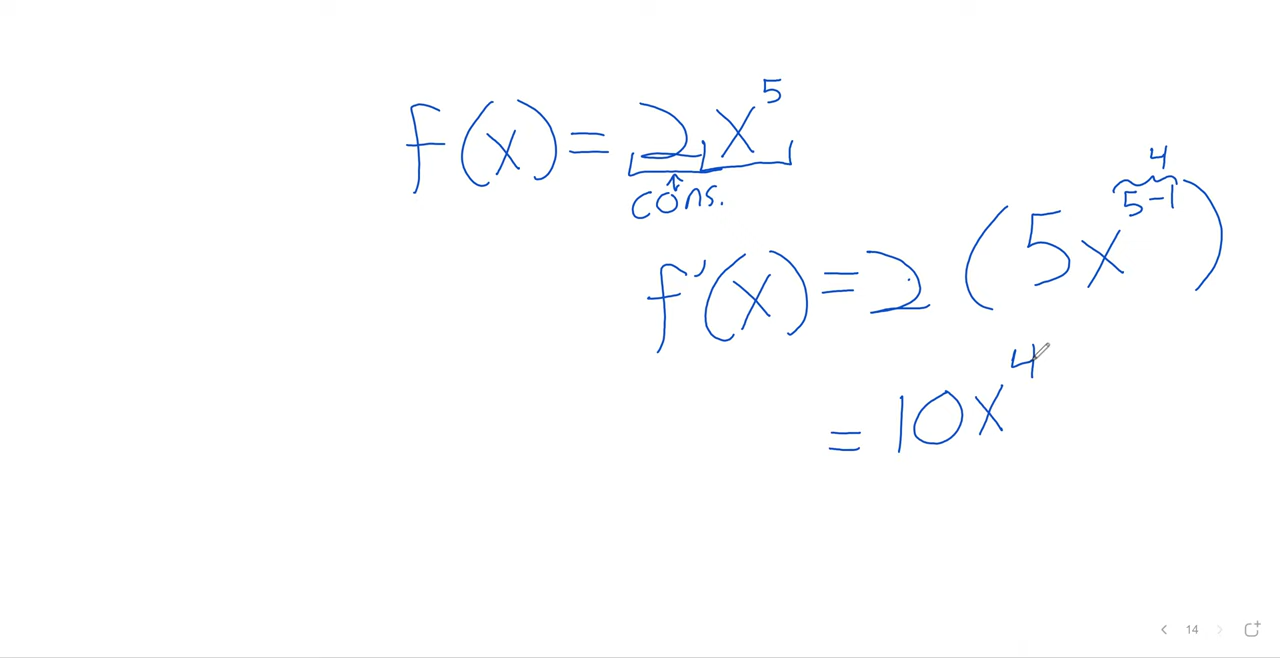 f(x) = 2x^5
cons.
f'(x) = 2 (5x^{5-1})
4
= 10x^4
14